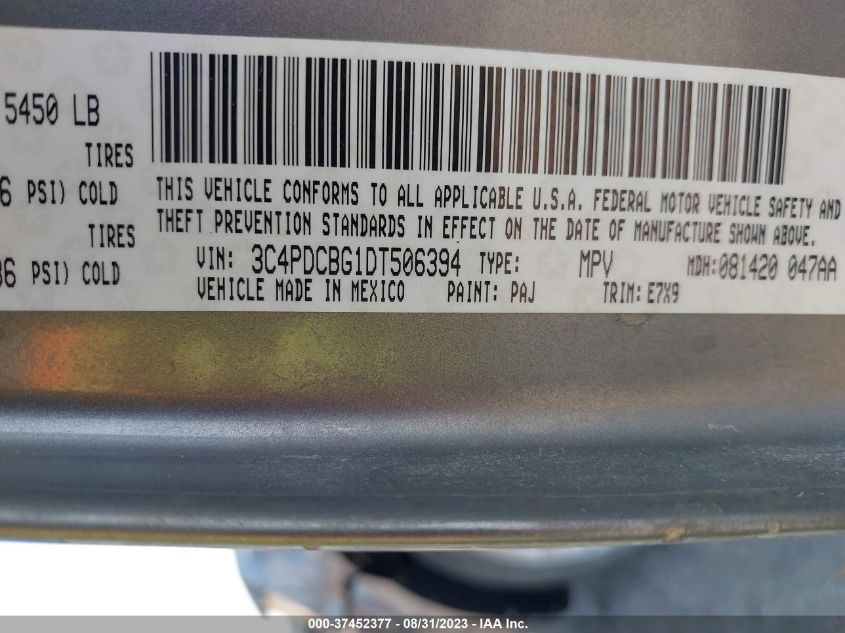 5450 LB
TIRES
6 PSI) COLD
TIRES
36 PSI) COLD
THIS VEHICLE CONFORMS TO ALL APPLICABLE U.S.A. FEDERAL MOTOR VEHICLE SAFETY AND
THEFT PREVENTION STANDARDS IN EFFECT ON THE DATE OF MANUFACTURE SHOWN ABOVE.
VIN: 3C4PDCBG1DT506394 TYPE: MPV MDH:081420 047AA
VEHICLE MADE IN MEXICO PAINT: PAJ TRIM: E7X9
000-37452377 - 08/31/2023 - IAA Inc.